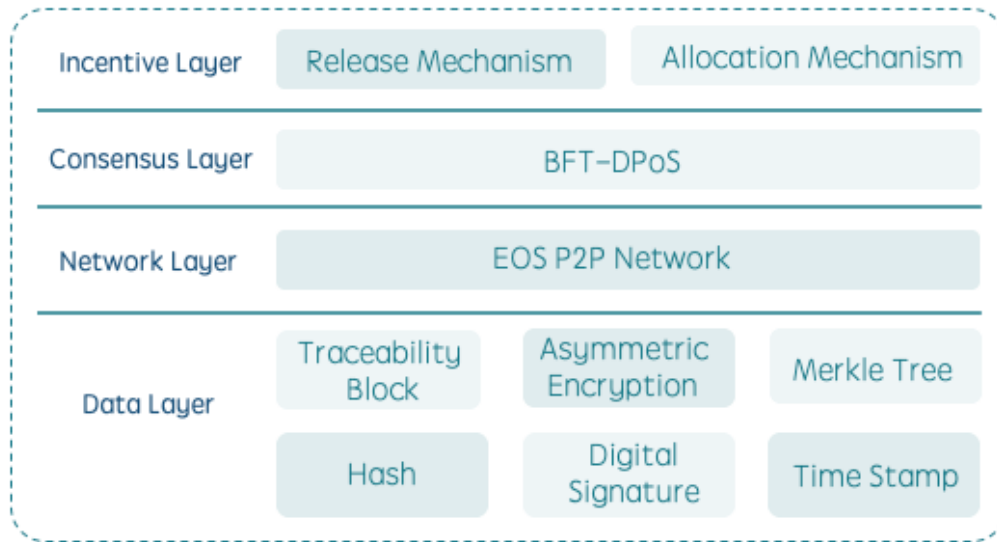 Incentive Layer
Release Mechanism
Allocation Mechanism
Consensus Layer
BFT-DPoS
Network Layer
EOS P2P Network
Data Layer
Traceability
Block
Asymmetric
Encryption
Merkle Tree
Hash
Digital
Signature
Time Stamp